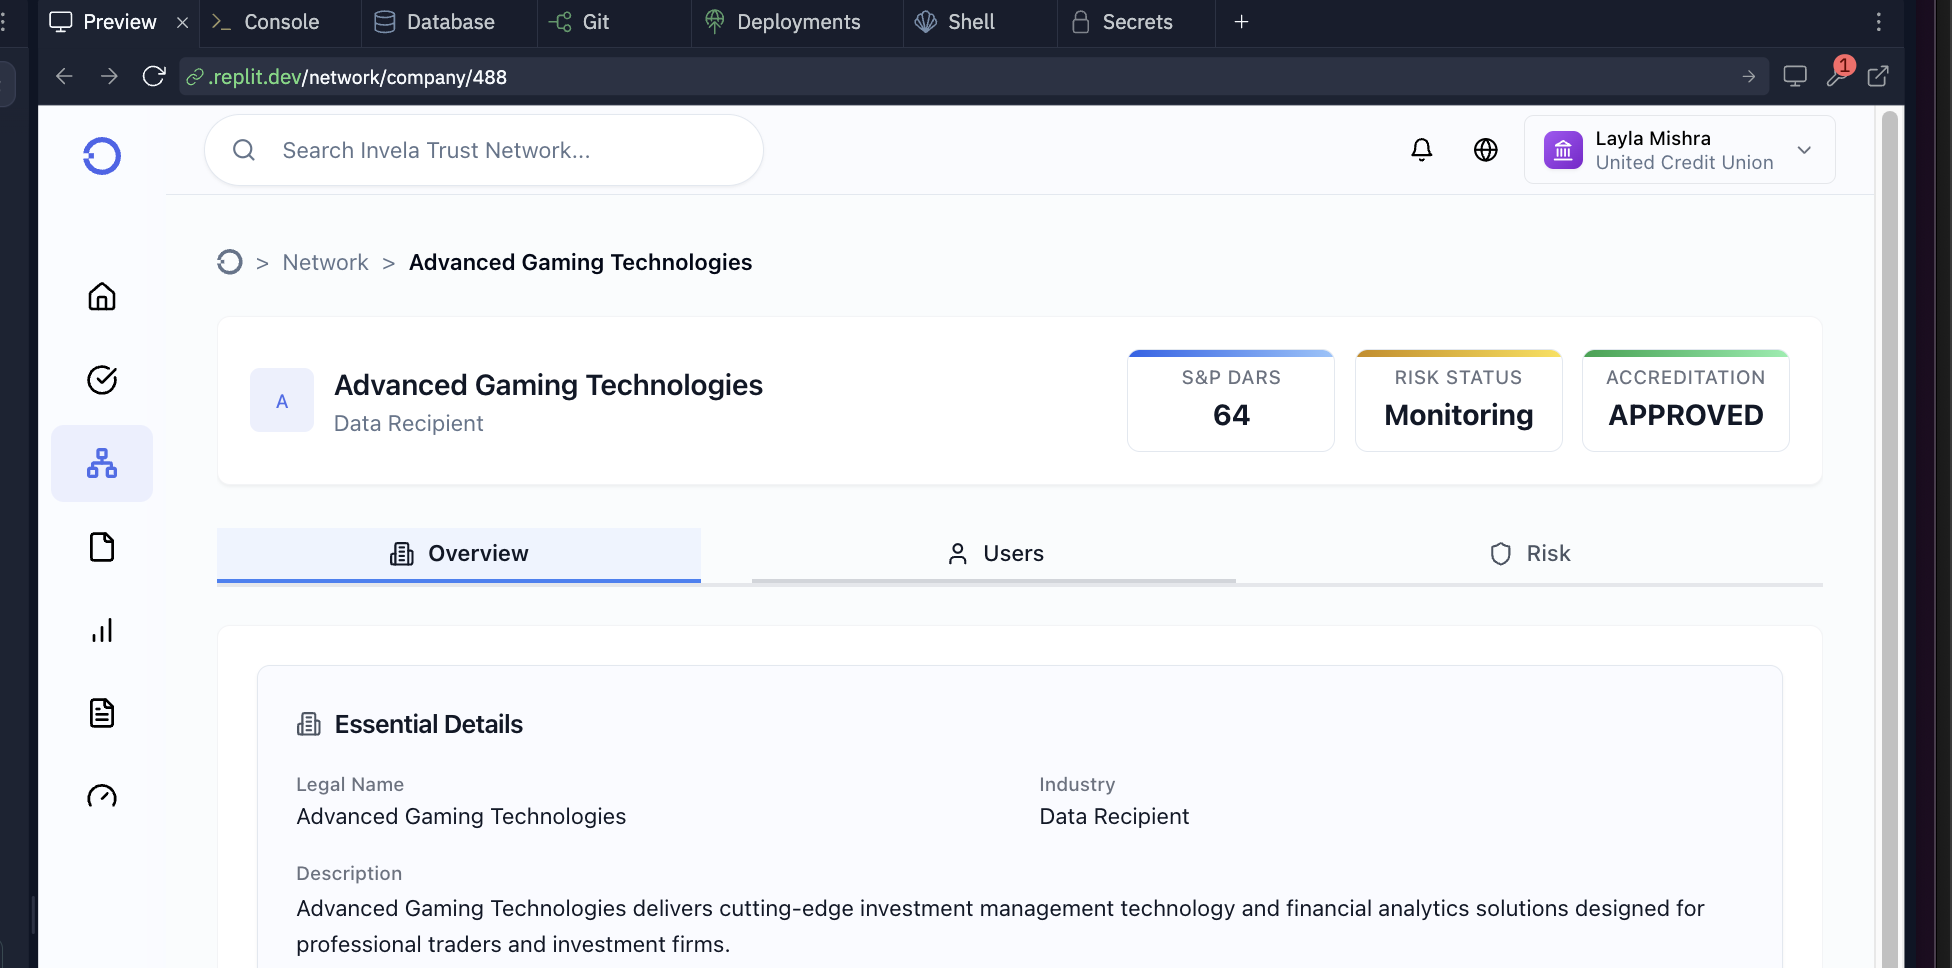 Preview
Console
Database
Git
Deployments
Shell
Secrets
.replit.dev/network/company/488
1
Search Invela Trust Network...
Layla Mishra
United Credit Union
> Network > Advanced Gaming Technologies
A
Advanced Gaming Technologies
Data Recipient
S&P DARS
64
RISK STATUS
Monitoring
ACCREDITATION
APPROVED
Overview
Users
Risk
Essential Details
Legal Name
Advanced Gaming Technologies
Industry
Data Recipient
Description
Advanced Gaming Technologies delivers cutting-edge investment management technology and financial analytics solutions designed for
professional traders and investment firms.